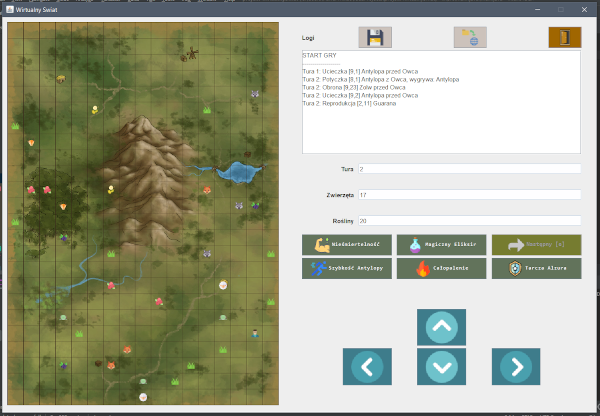 Wirtualny Swiat
Logi
START GRY
--------------------
Tura 1: Ucieczka [9,1] Antylopa przed Owca
Tura 2: Potyczka [8,1] Antylopa z Owca, wygrywa: Antylopa
Tura 2: Obrona [9,23] Zolw przed Owca
Tura 2: Ucieczka [9,2] Antylopa przed Owca
Tura 2: Reprodukcja [2,11] Guarana
Tura 2
Zwierzęta 17
Rośliny 20
Nieśmiertelność Magiczny Eliksir Następny
Szybkość Antylopy Całopalenie Tarcza Alzura